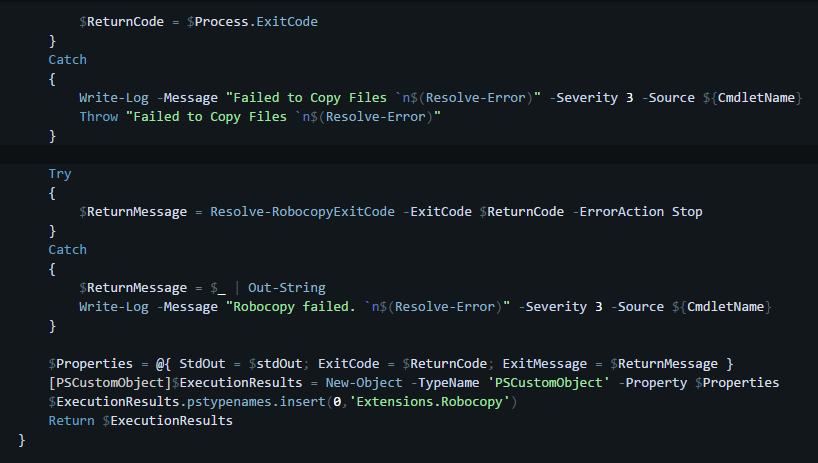 $ReturnCode = $Process.ExitCode
}
Catch
{
Write-Log -Message "Failed to Copy Files `n$(Resolve-Error)" -Severity 3 -Source ${CmdletName}
Throw "Failed to Copy Files `n$(Resolve-Error)"
}
Try
{
$ReturnMessage = Resolve-RobocopyExitCode -ExitCode $ReturnCode -ErrorAction Stop
}
Catch
{
$ReturnMessage = $_ | Out-String
Write-Log -Message "Robocopy failed. `n$(Resolve-Error)" -Severity 3 -Source ${CmdletName}
}
$Properties = @{ StdOut = $stdOut; ExitCode = $ReturnCode; ExitMessage = $ReturnMessage }
[PSCustomObject]$ExecutionResults = New-Object -TypeName 'PSCustomObject' -Property $Properties
$ExecutionResults.pstypenames.insert(0,'Extensions.Robocopy')
Return $ExecutionResults
}